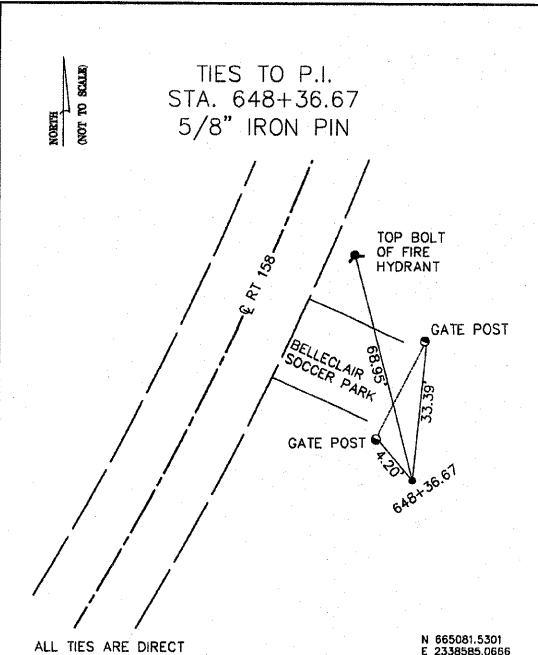 NORTH
(NOT TO SCALE)
TIES TO P.I.
STA. 648+36.67
5/8" IRON PIN
℄ RT 158
TOP BOLT
OF FIRE
HYDRANT
GATE POST
BELLECLAIR
SOCCER PARK
68.95'
33.39'
GATE POST
4.20'
648+36.67
ALL TIES ARE DIRECT
N 665081.5301
E 2338585.0666